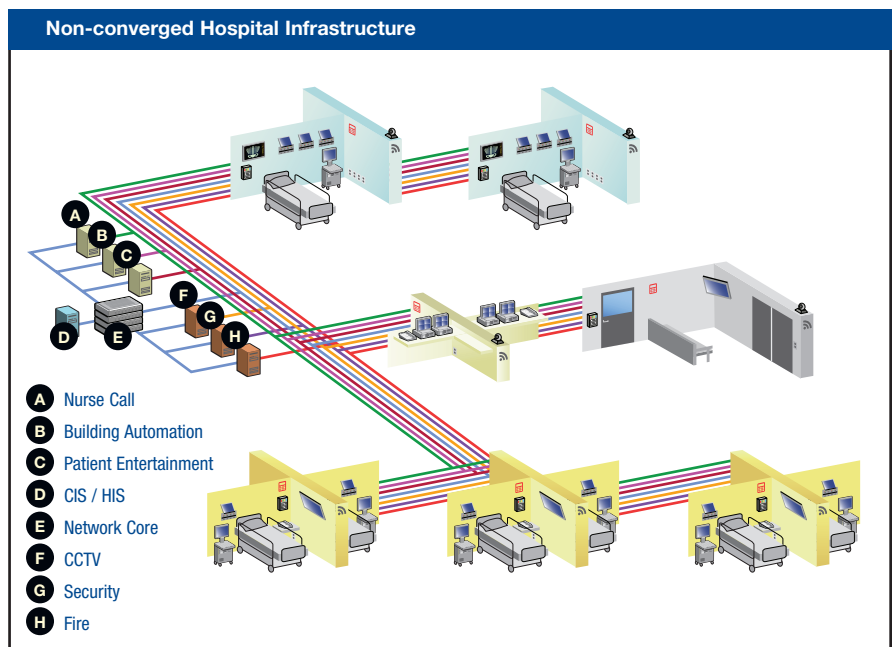 Non-converged Hospital Infrastructure
A
B
C
F
G
H
D
E
A Nurse Call
B Building Automation
C Patient Entertainment
D CIS / HIS
E Network Core
F CCTV
G Security
H Fire